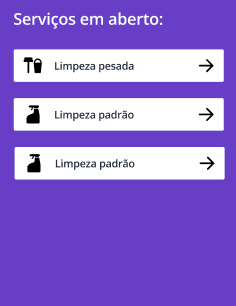 Serviços em aberto:
Limpeza pesada
Limpeza padrão
Limpeza padrão